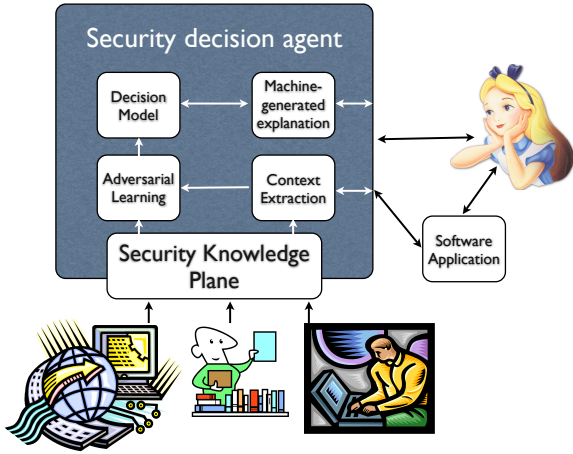 Security decision agent
Decision
Model
Machine-
generated
explanation
Adversarial
Learning
Context
Extraction
Security Knowledge
Plane
Software
Application